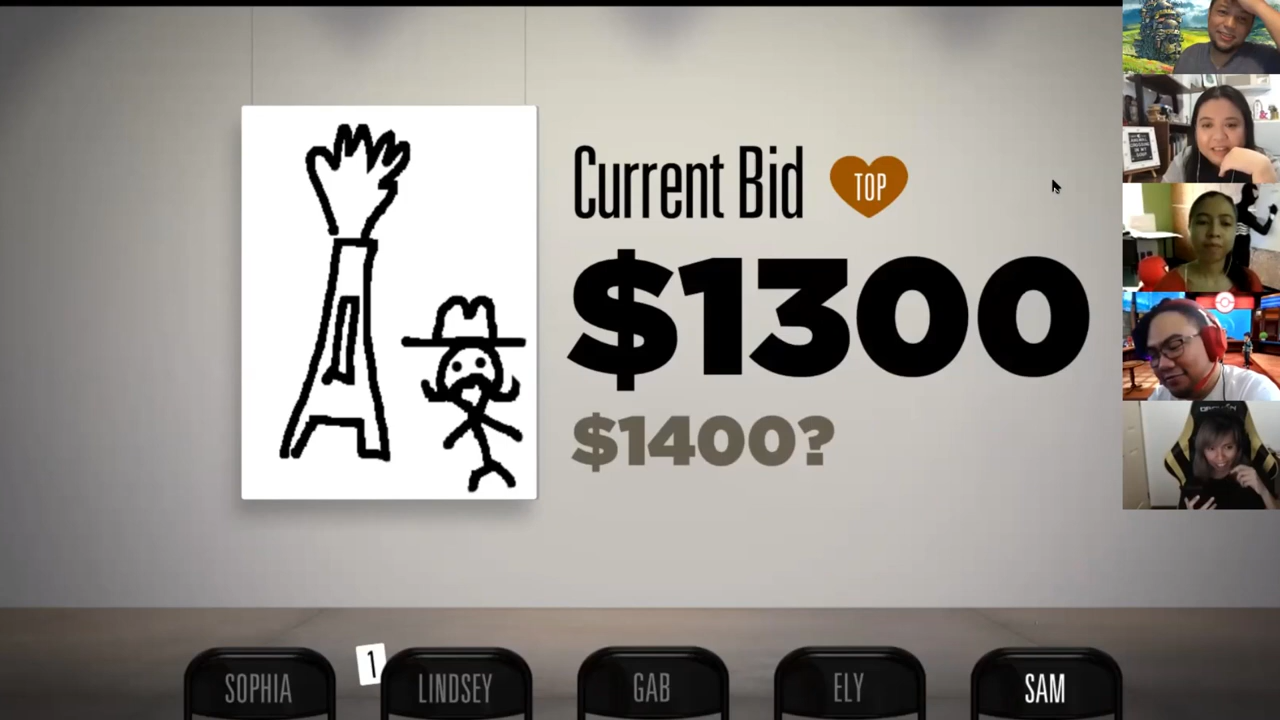 Current Bid
TOP
$1300
$1400?
1
SOPHIA
LINDSEY
GAB
ELY
SAM